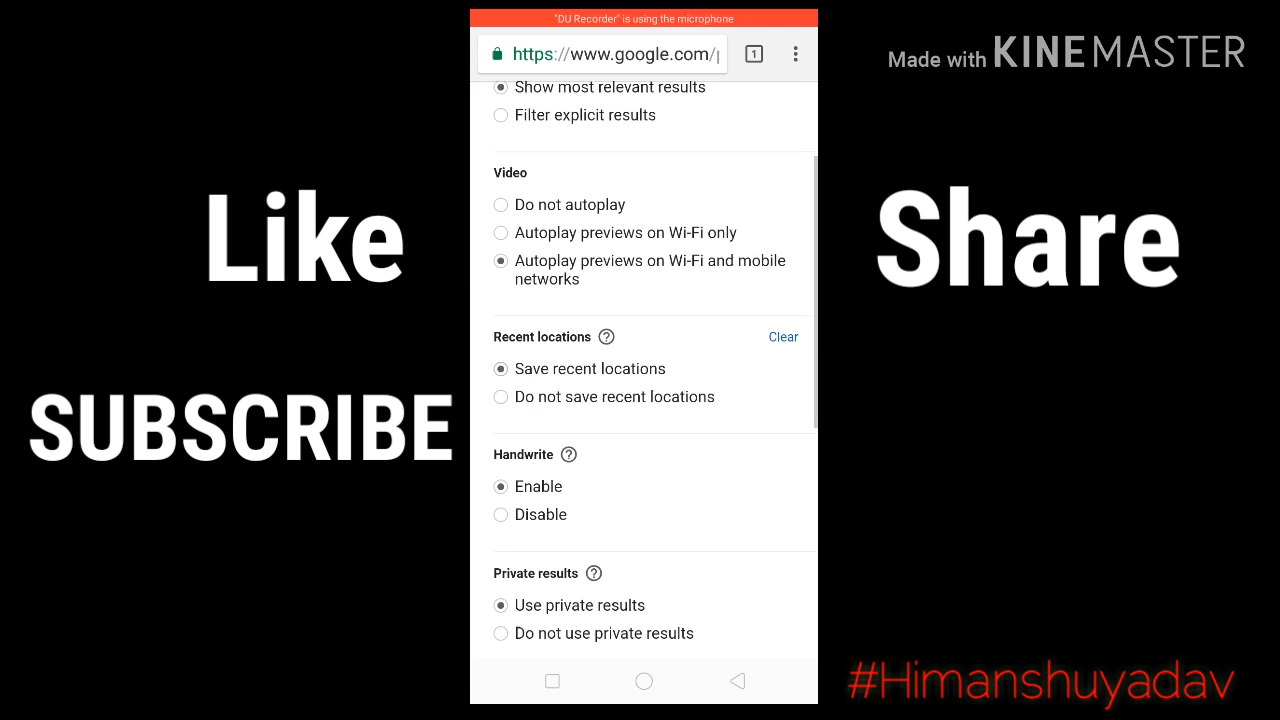 "DU Recorder" is using the microphone
https://www.google.com/p
1
Made with KINEMASTER
Show most relevant results
Filter explicit results
Video
Do not autoplay
Autoplay previews on Wi-Fi only
Autoplay previews on Wi-Fi and mobile
networks
Like
Share
Recent locations ?
Clear
Save recent locations
Do not save recent locations
SUBSCRIBE
Handwrite ?
Enable
Disable
Private results ?
Use private results
Do not use private results
#Himanshuyadav